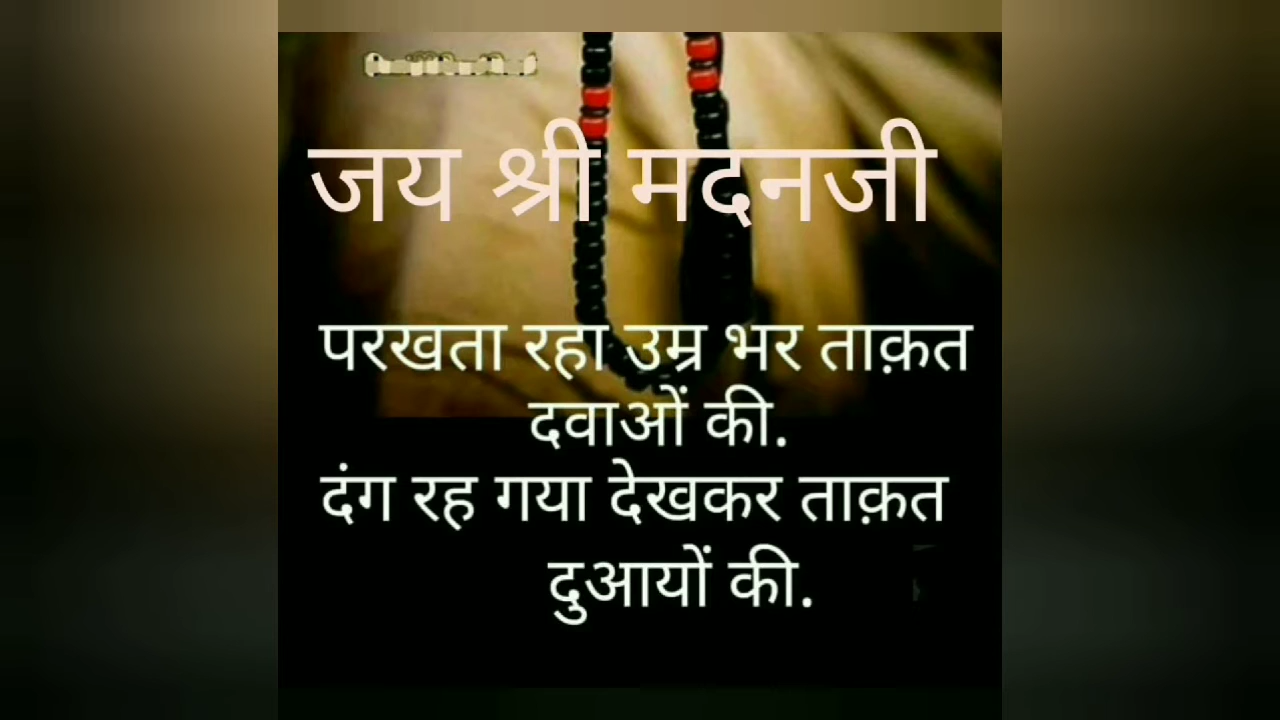 जय श्री मदनजी
परखता रहा उम्र भर ताक़त
दवाओं की.
दंग रह गया देखकर ताक़त
दुआयों की.